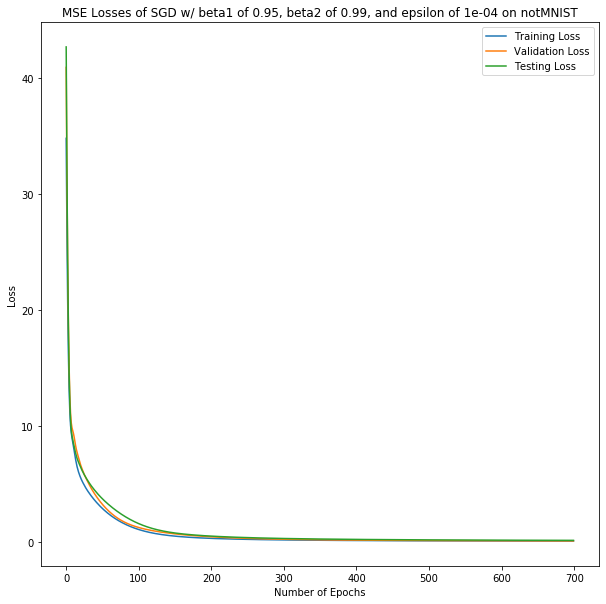 MSE Losses of SGD w/ beta1 of 0.95, beta2 of 0.99, and epsilon of 1e-04 on notMNIST
Training Loss
Validation Loss
Testing Loss
40
30
20
10
0
Loss
0 100 200 300 400 500 600 700
Number of Epochs